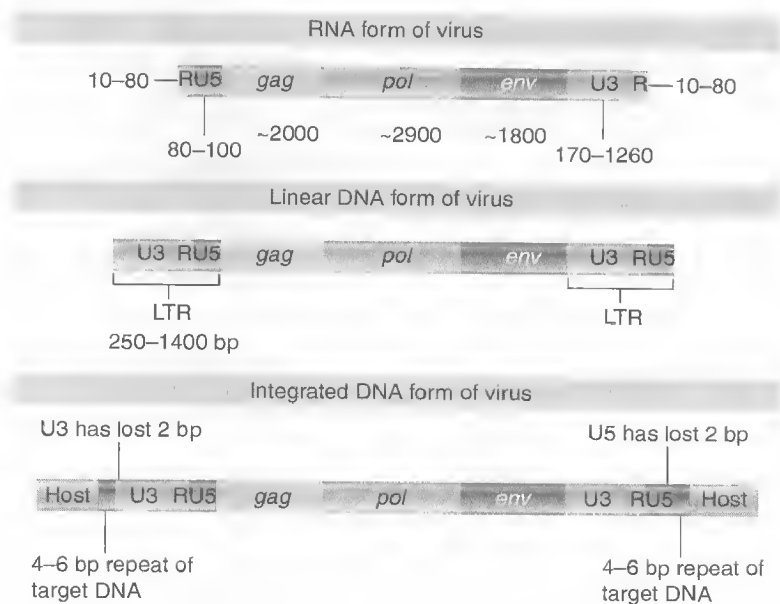 RNA form of virus
10–80 RU5 gag pol env U3 R 10–80
80–100 ~2000 ~2900 ~1800 170–1260
Linear DNA form of virus
U3 RU5 gag pol env U3 RU5
LTR LTR
250–1400 bp
Integrated DNA form of virus
U3 has lost 2 bp U5 has lost 2 bp
Host U3 RU5 gag pol env U3 RU5 Host
4–6 bp repeat of
target DNA
4–6 bp repeat of
target DNA